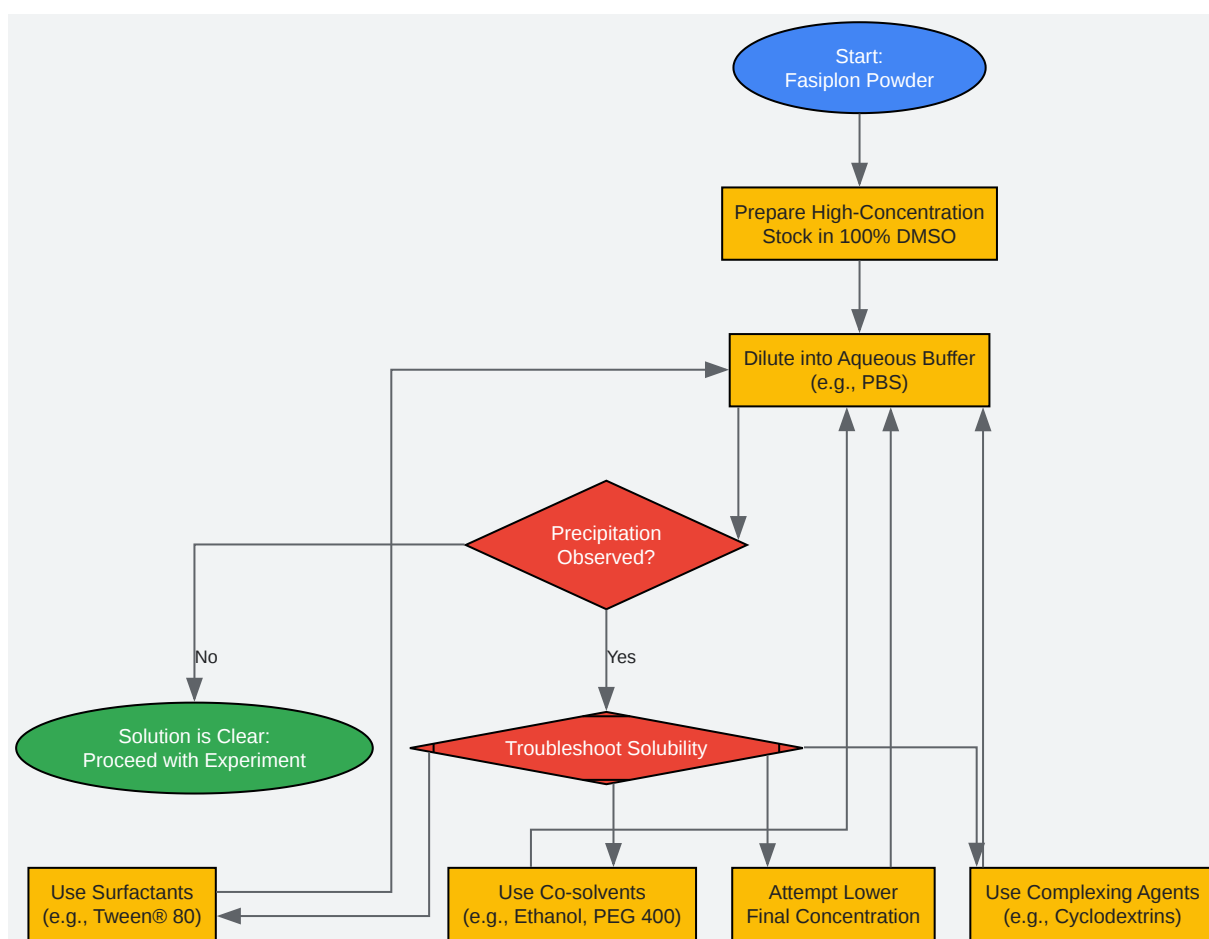 Start:
Fasiplon Powder
Prepare High-Concentration
Stock in 100% DMSO
Dilute into Aqueous Buffer
(e.g., PBS)
Precipitation
Observed?
No
Yes
Solution is Clear:
Proceed with Experiment
Troubleshoot Solubility
Use Surfactants
(e.g., Tween® 80)
Use Co-solvents
(e.g., Ethanol, PEG 400)
Attempt Lower
Final Concentration
Use Complexing Agents
(e.g., Cyclodextrins)